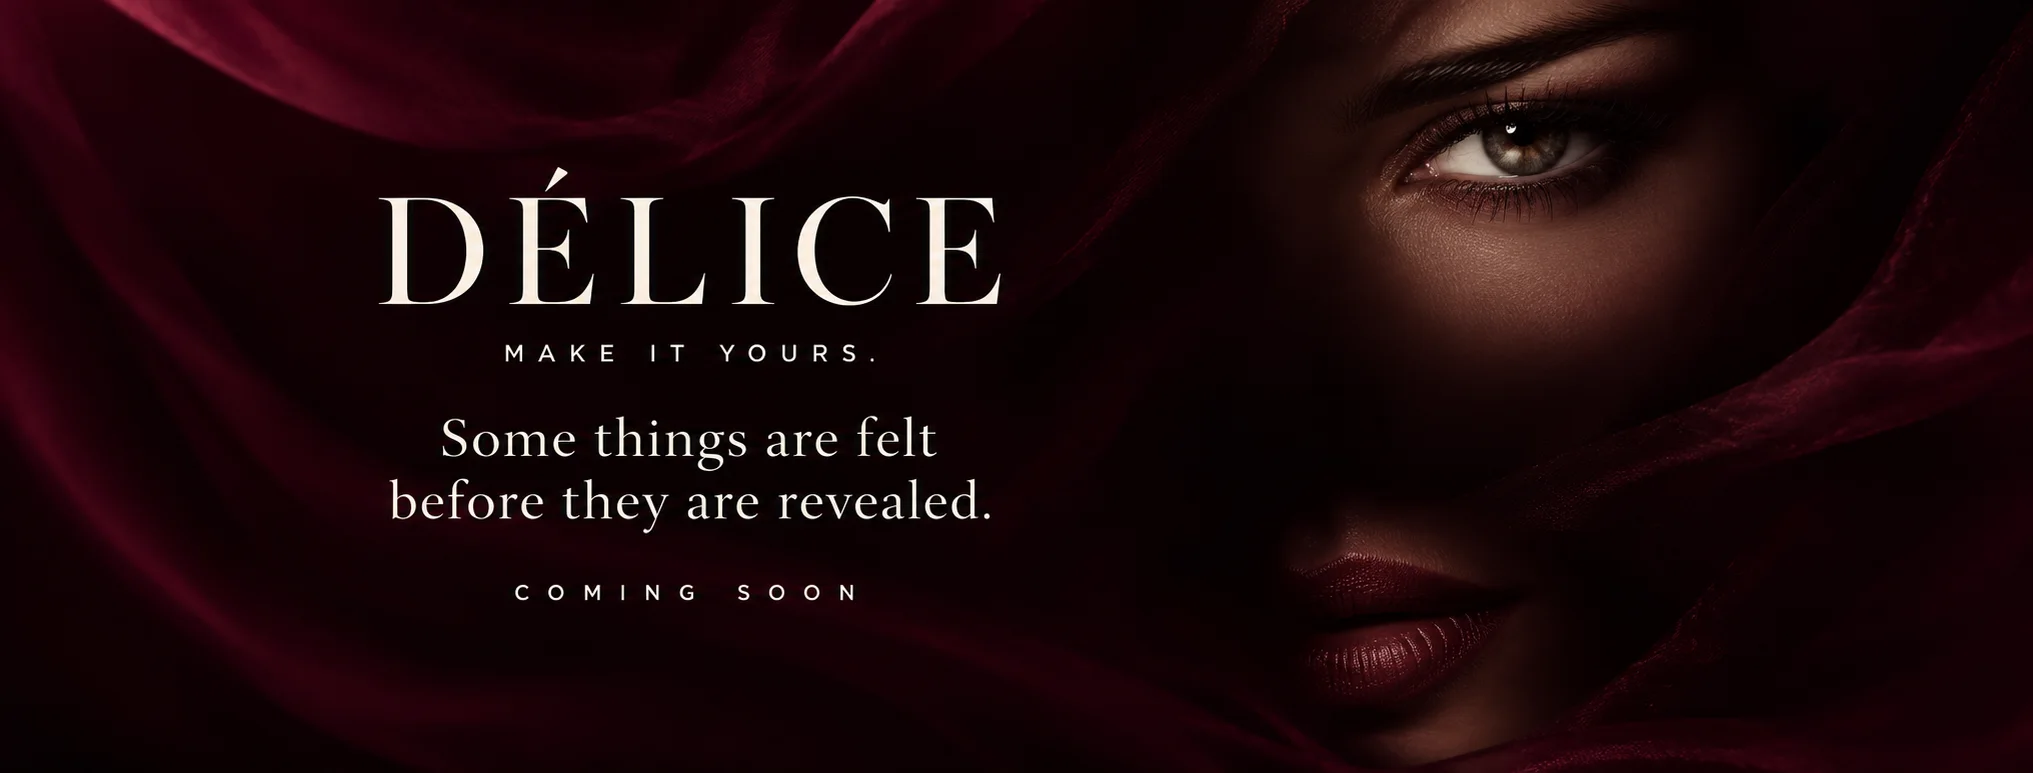 DÉLICE
MAKE IT YOURS.
Some things are felt
before they are revealed.
COMING SOON